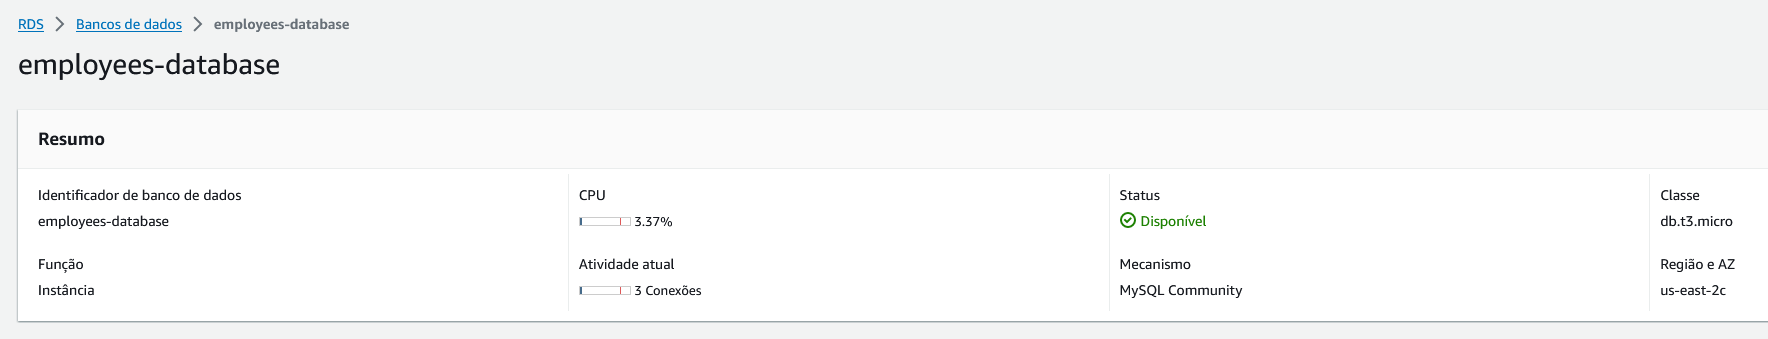 RDS > Bancos de dados > employees-database
employees-database
Resumo
Identificador de banco de dados
employees-database
CPU
3.37%
Status
Disponível
Classe
db.t3.micro
Função
Instância
Atividade atual
3 Conexões
Mecanismo
MySQL Community
Região e AZ
us-east-2c